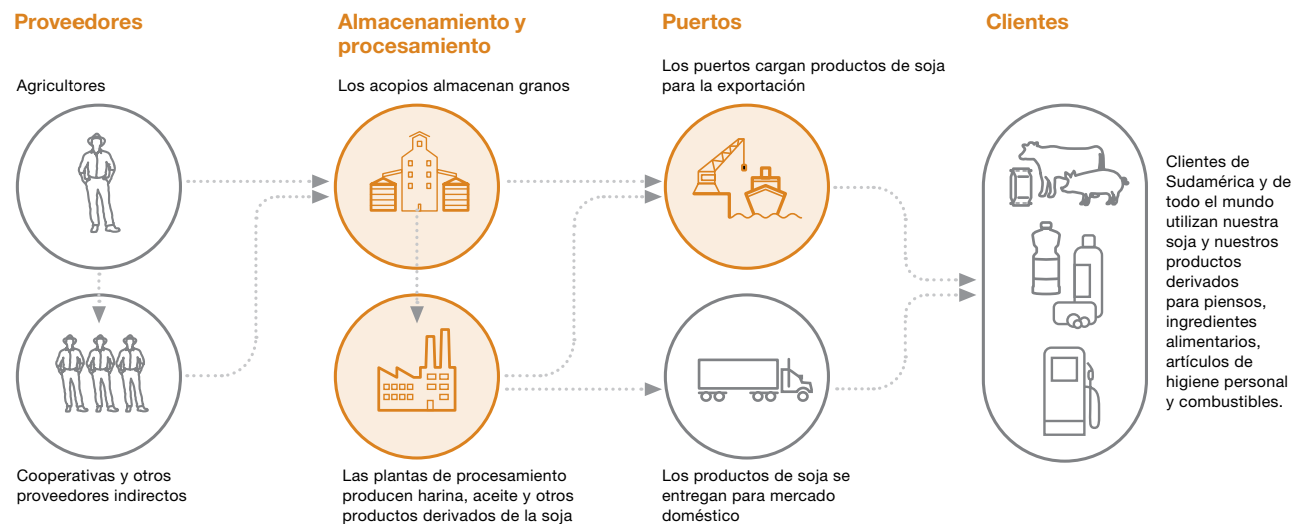 Proveedores
Almacenamiento y
procesamiento
Puertos
Clientes
Agricultores
Los acopios almacenan granos
Los puertos cargan productos de soja
para la exportación
Clientes de
Sudamérica y de
todo el mundo
utilizan nuestra
soja y nuestros
productos
derivados
para piensos,
ingredientes
alimentarios,
artículos de
higiene personal
y combustibles.
Cooperativas y otros
proveedores indirectos
Las plantas de procesamiento
producen harina, aceite y otros
productos derivados de la soja
Los productos de soja se
entregan para mercado
doméstico